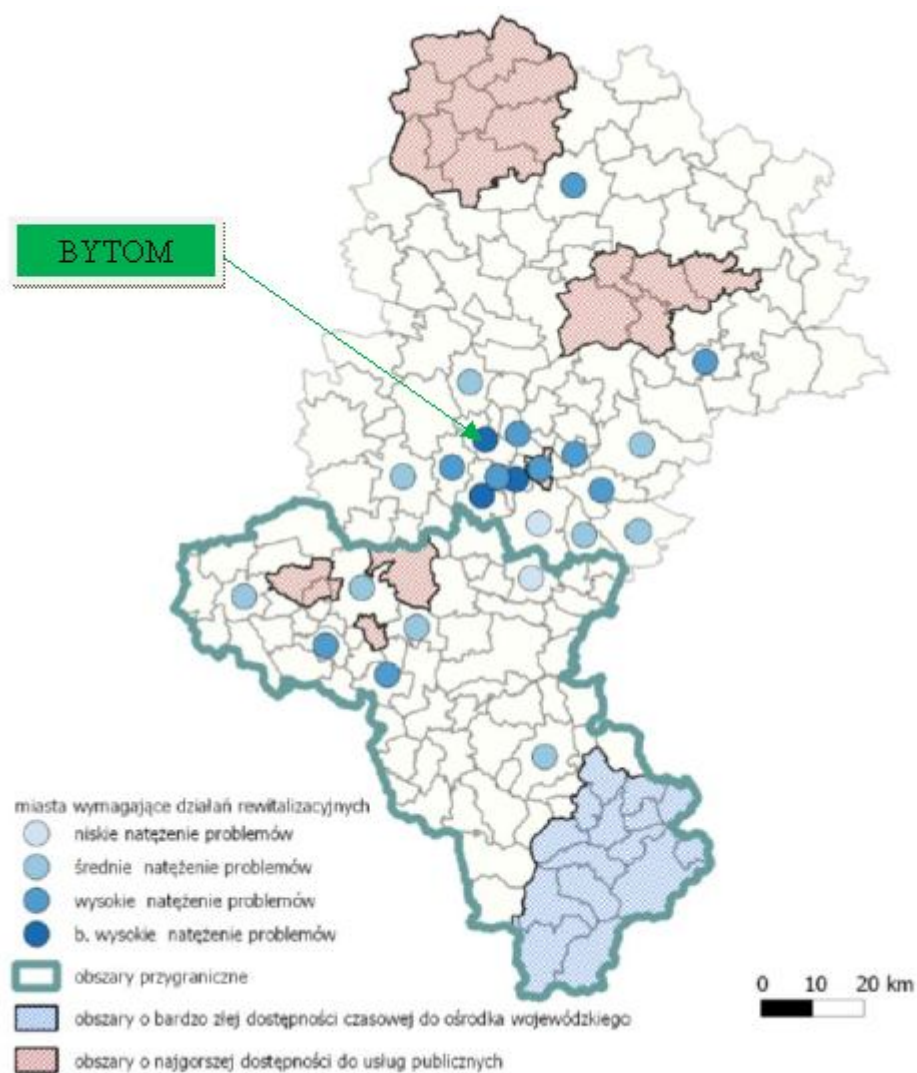 BYTOM
miasta wymagające działań rewitalizacyjnych
niskie natężenie problemów
średnie natężenie problemów
wysokie natężenie problemów
b. wysokie natężenie problemów
obszary przygraniczne
obszary o bardzo złej dostępności czasowej do ośrodka wojewódzkiego
obszary o najgorszej dostępności do usług publicznych
0 10 20 km